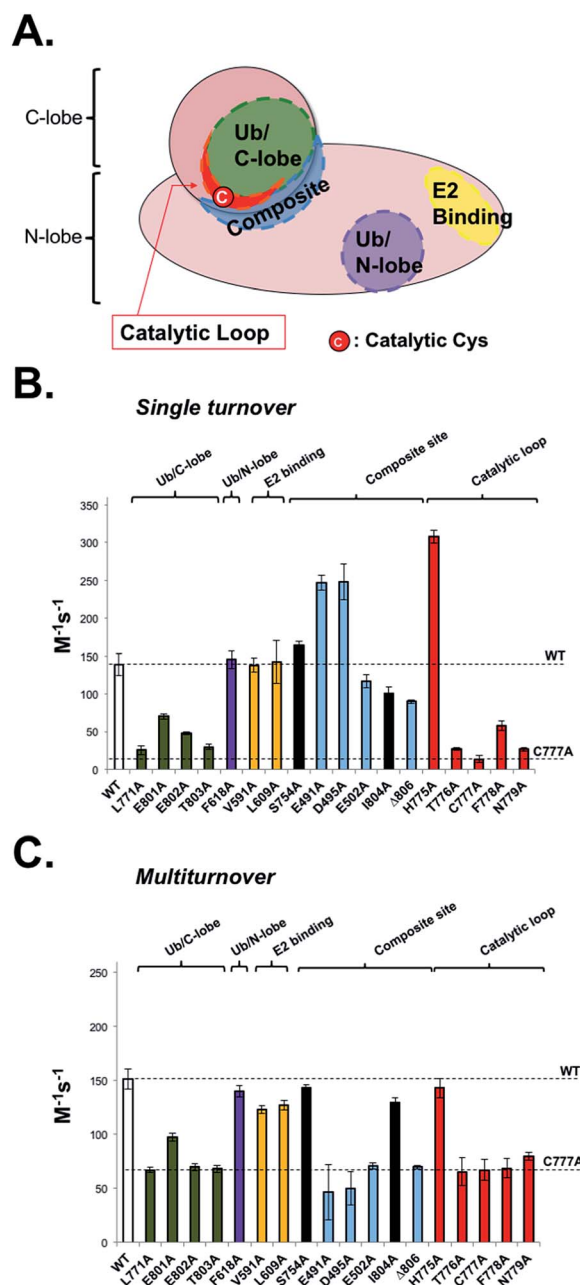 A.
C-lobe
N-lobe
Ub/
C-lobe
C
Composite
E2
Binding
Ub/
N-lobe
Catalytic Loop
C : Catalytic Cys
B.
Single turnover
Ub/C-lobe
Ub/N-lobe
E2 binding
Composite site
Catalytic loop
350
300
250
200
150
100
50
0
M-1s-1
WT
C777A
WT
L771A
E801A
E802A
T803A
F618A
V591A
L609A
S754A
E491A
D495A
E502A
I804A
Δ806
H775A
T776A
C777A
F778A
N779A
C.
Multiturnover
Ub/C-lobe
Ub/N-lobe
E2 binding
Composite site
Catalytic loop
250
200
150
100
50
0
M-1s-1
WT
C777A
WT
L771A
E801A
E802A
T803A
F618A
V591A
L609A
S754A
E491A
D495A
E502A
I804A
Δ806
H775A
T776A
C777A
F778A
N779A